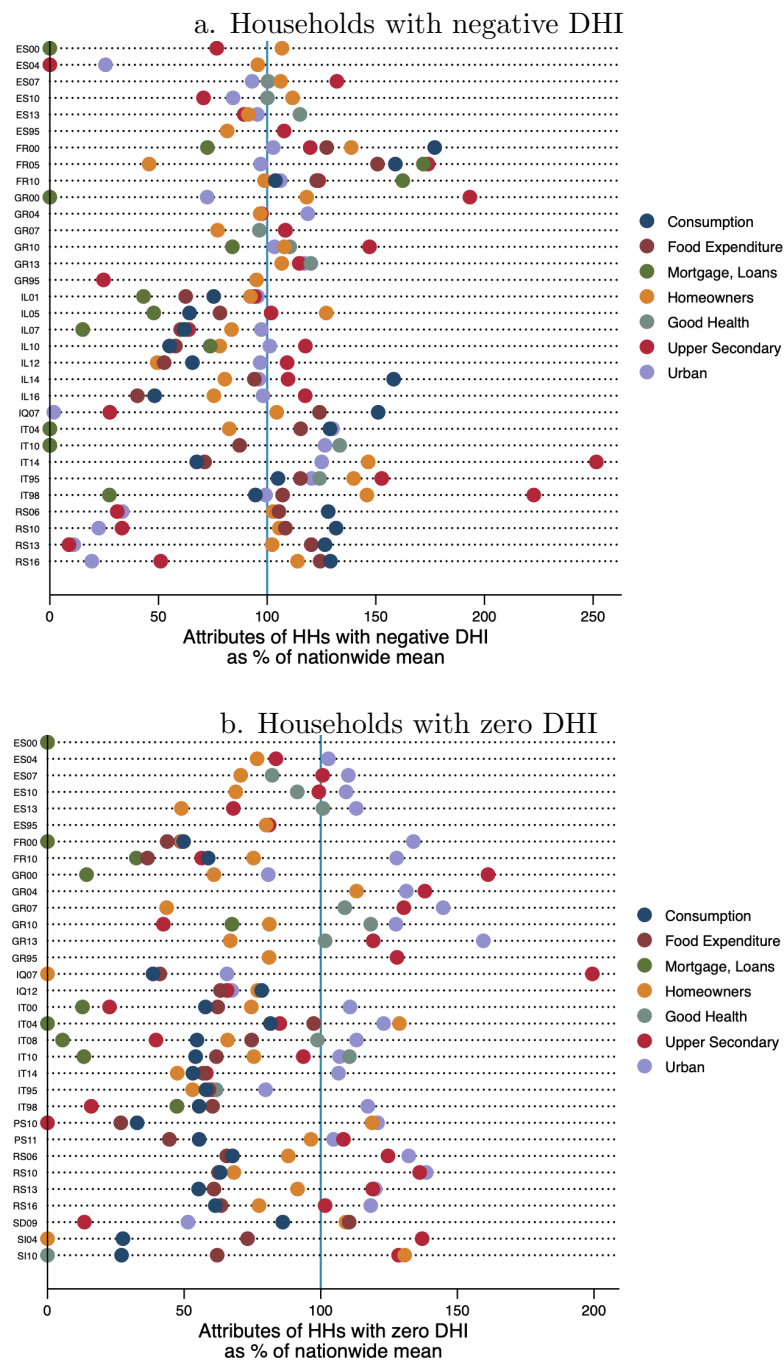 a. Households with negative DHI
ES00
ES04
ES07
ES10
ES13
ES95
FR00
FR05
FR10
GR00
GR04
GR07
GR10
GR13
GR95
IL01
IL05
IL07
IL10
IL12
IL14
IL16
IQ07
IT04
IT10
IT14
IT95
IT98
RS06
RS10
RS13
RS16
Consumption
Food Expenditure
Mortgage, Loans
Homeowners
Good Health
Upper Secondary
Urban
0 50 100 150 200 250
Attributes of HHs with negative DHI
as % of nationwide mean
b. Households with zero DHI
ES00
ES04
ES07
ES10
ES13
ES95
FR00
FR10
GR00
GR04
GR07
GR10
GR13
GR95
IQ07
IQ12
IT00
IT04
IT08
IT10
IT14
IT95
IT98
PS10
PS11
RS06
RS10
RS13
RS16
SD09
SI04
SI10
Consumption
Food Expenditure
Mortgage, Loans
Homeowners
Good Health
Upper Secondary
Urban
0 50 100 150 200
Attributes of HHs with zero DHI
as % of nationwide mean